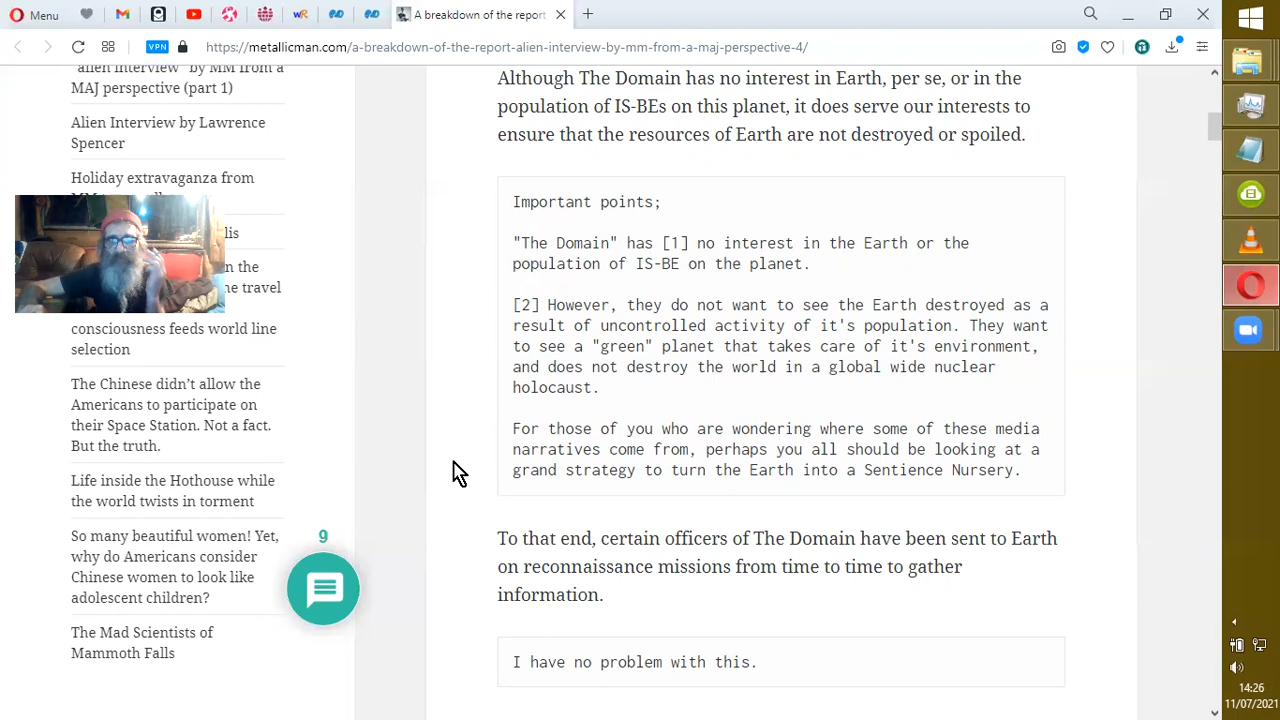 Menu
A breakdown of the report
https://metallicman.com/a-breakdown-of-the-report-alien-interview-by-mm-from-a-maj-perspective-4/
VPN
"alien interview" by MM from a
MAJ perspective (part 1)
Alien Interview by Lawrence
Spencer
Holiday extravaganza from
lis
n the
ne travel
consciousness feeds world line
selection
The Chinese didn’t allow the
Americans to participate on
their Space Station. Not a fact.
But the truth.
Life inside the Hothouse while
the world twists in torment
So many beautiful women! Yet,
why do Americans consider
Chinese women to look like
adolescent children?
The Mad Scientists of
Mammoth Falls
9
Although The Domain has no interest in Earth, per se, or in the
population of IS-BEs on this planet, it does serve our interests to
ensure that the resources of Earth are not destroyed or spoiled.
Important points;
"The Domain" has [1] no interest in the Earth or the
population of IS-BE on the planet.
[2] However, they do not want to see the Earth destroyed as a
result of uncontrolled activity of it's population. They want
to see a "green" planet that takes care of it's environment,
and does not destroy the world in a global wide nuclear
holocaust.
For those of you who are wondering where some of these media
narratives come from, perhaps you all should be looking at a
grand strategy to turn the Earth into a Sentience Nursery.
To that end, certain officers of The Domain have been sent to Earth
on reconnaissance missions from time to time to gather
information.
I have no problem with this.
14:26
11/07/2021